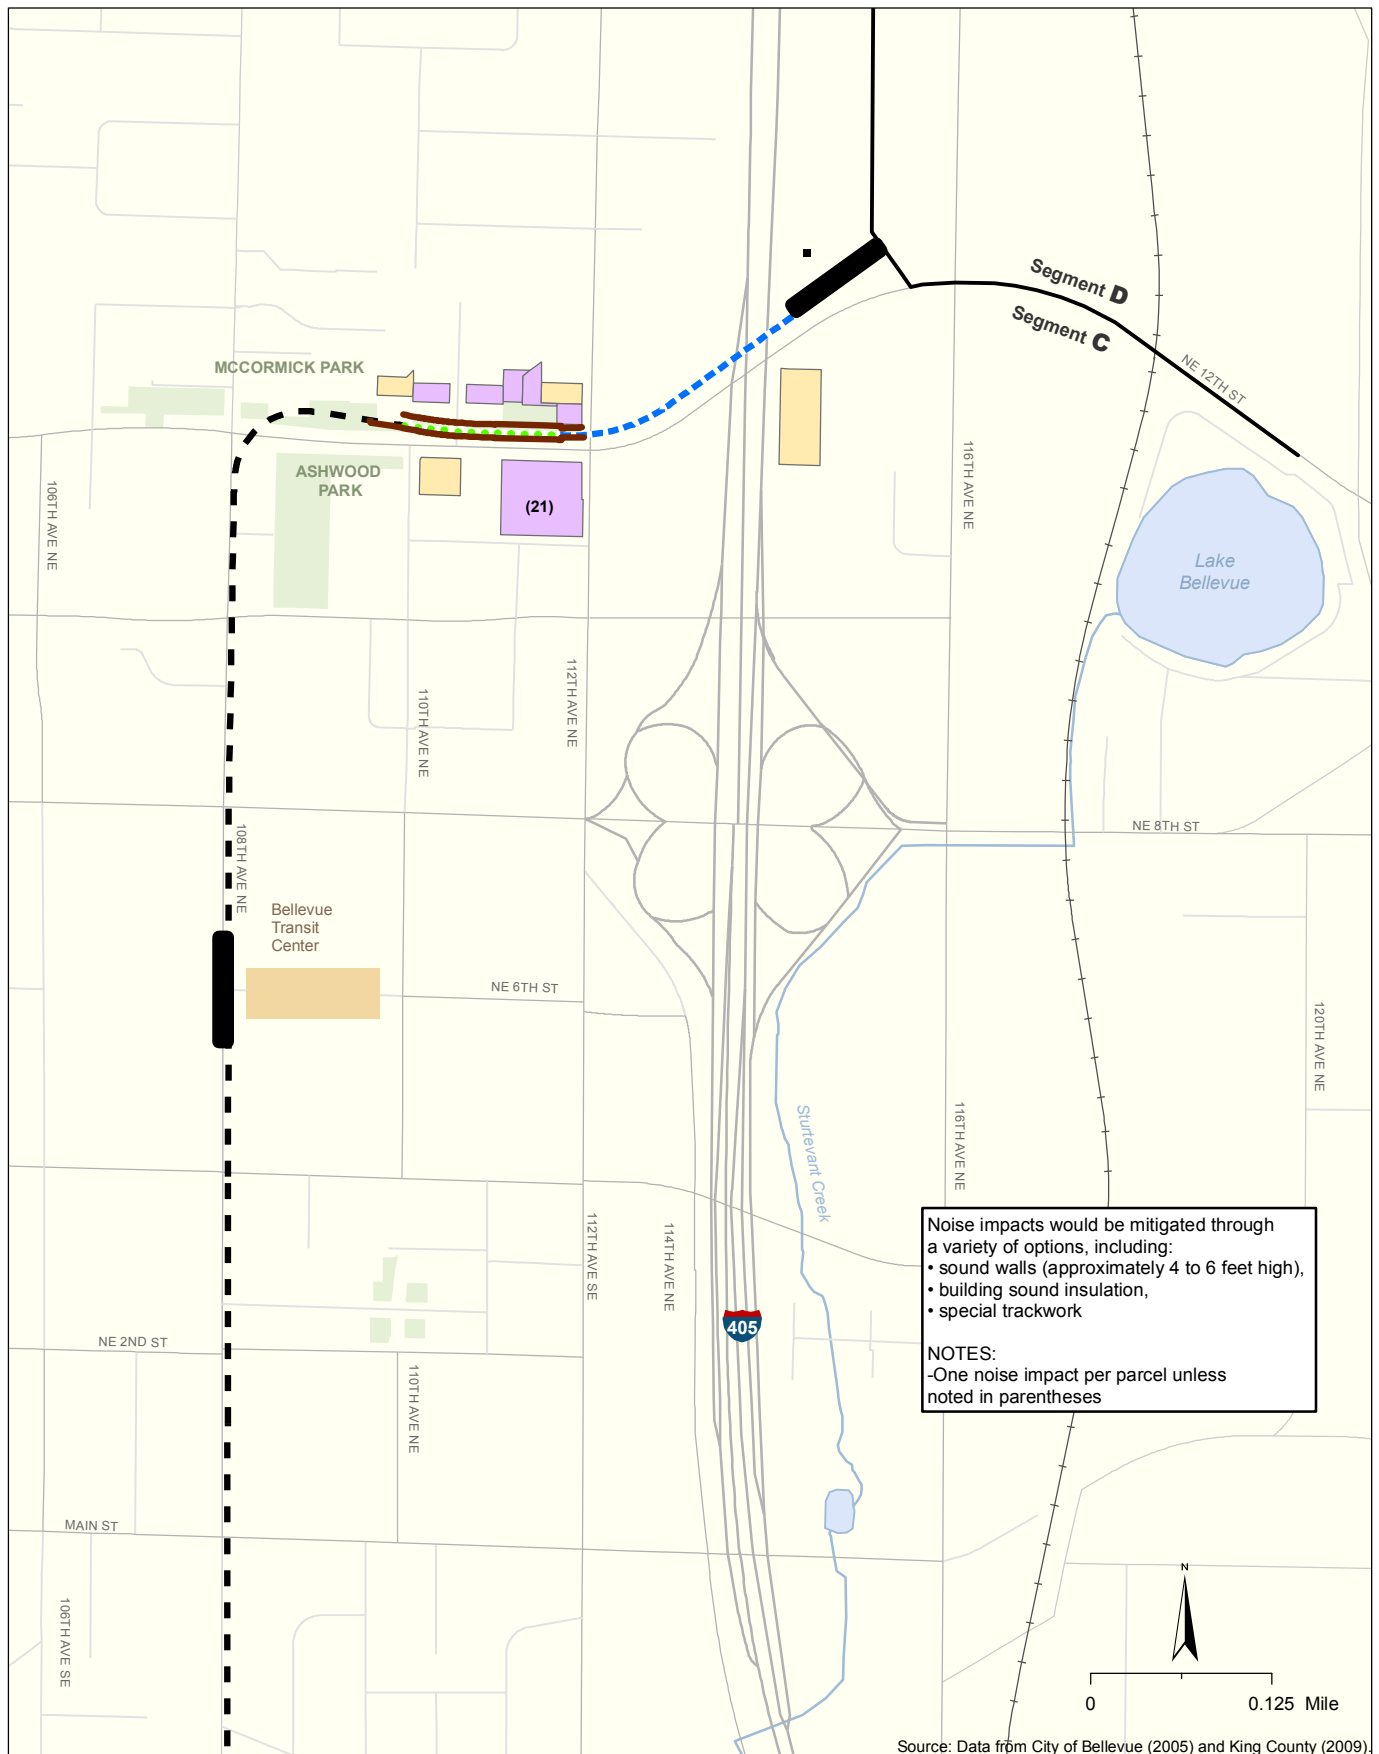 Segment D
Segment C
NE 12TH ST
MCCORMICK PARK
ASHWOOD
PARK
(21)
106TH AVE NE
116TH AVE NE
Lake
Bellevue
112TH AVE NE
110TH AVE NE
108TH AVE NE
NE 8TH ST
Bellevue
Transit
Center
NE 6TH ST
120TH AVE NE
Sturtevant Creek
116TH AVE NE
112TH AVE SE
114TH AVE NE
Noise impacts would be mitigated through
a variety of options, including:
• sound walls (approximately 4 to 6 feet high),
• building sound insulation,
• special trackwork
NOTES:
-One noise impact per parcel unless
noted in parentheses
405
NE 2ND ST
110TH AVE NE
MAIN ST
106TH AVE SE
N
0 0.125 Mile
Source: Data from City of Bellevue (2005) and King County (2009).